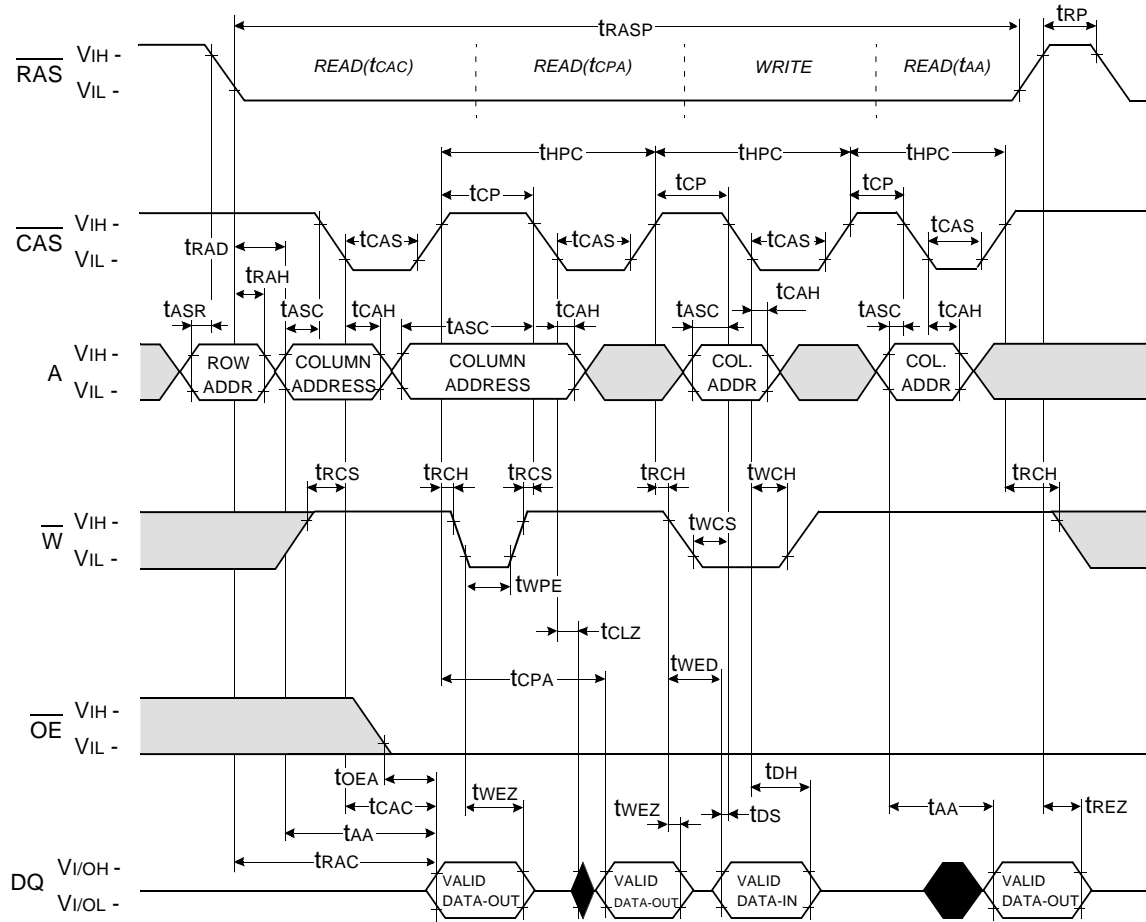 tRP
tRASP
RAS VIH - VIL -
READ(tCAC) READ(tCPA) WRITE READ(tAA)
tHPC tHPC tHPC
tCP tCP tCP
CAS VIH - VIL -
tCAS tCAS tCAS tCAS
tRAD
tRAH
tASR tASC tCAH tASC tCAH tASC tCAH tASC tCAH
A VIH - VIL -
ROW ADDR
COLUMN ADDRESS
COLUMN ADDRESS
COL. ADDR
COL. ADDR
tRCS tRCH tRCS tRCH tWCH tRCH
W VIH - VIL -
tWCS
tWPE
tCLZ
tWED
tCPA
OE VIH - VIL -
tOEA tWEZ tDH
tCAC tWEZ tDS tAA tREZ
tAA
tRAC
DQ VI/OH - VI/OL -
VALID DATA-OUT
VALID DATA-OUT
VALID DATA-IN
VALID DATA-OUT